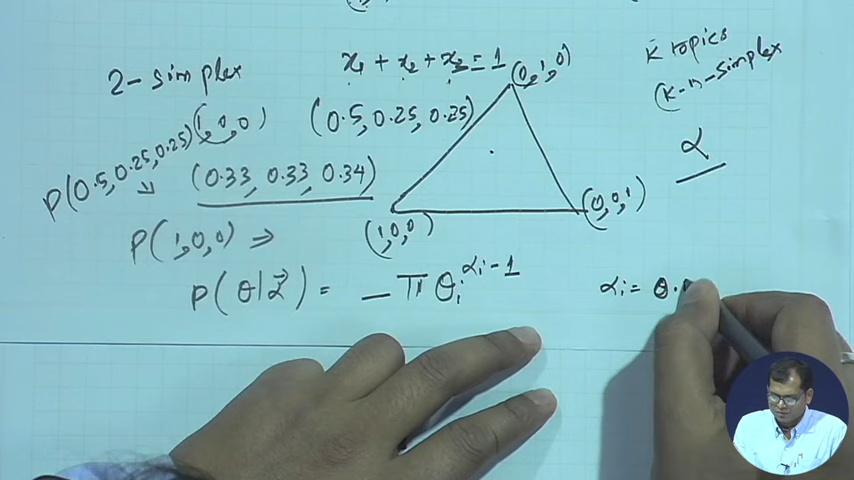 2-simplex
x₁ + x₂ + x₃ = 1
(0,1,0)
K topics
(K-1)-simplex
(1,0,0)
(0.5, 0.25, 0.25)
α
P(0.5, 0.25, 0.25)
(0.33, 0.33, 0.34)
P(1,0,0) ⇒
(1,0,0)
(0,0,1)
P(θ|α⃗) = — Π θᵢ^αᵢ-1
αᵢ = 0.